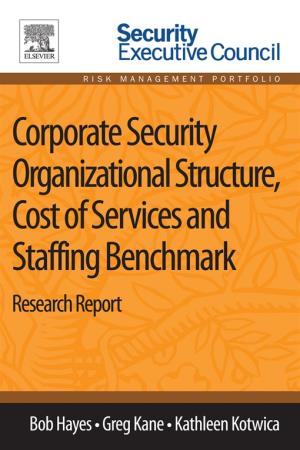 ELSEVIER
Security
Executive Council
RISK MANAGEMENT PORTFOLIO
Corporate Security
Organizational Structure,
Cost of Services and
Staffing Benchmark
Research Report
Bob Hayes • Greg Kane • Kathleen Kotwica